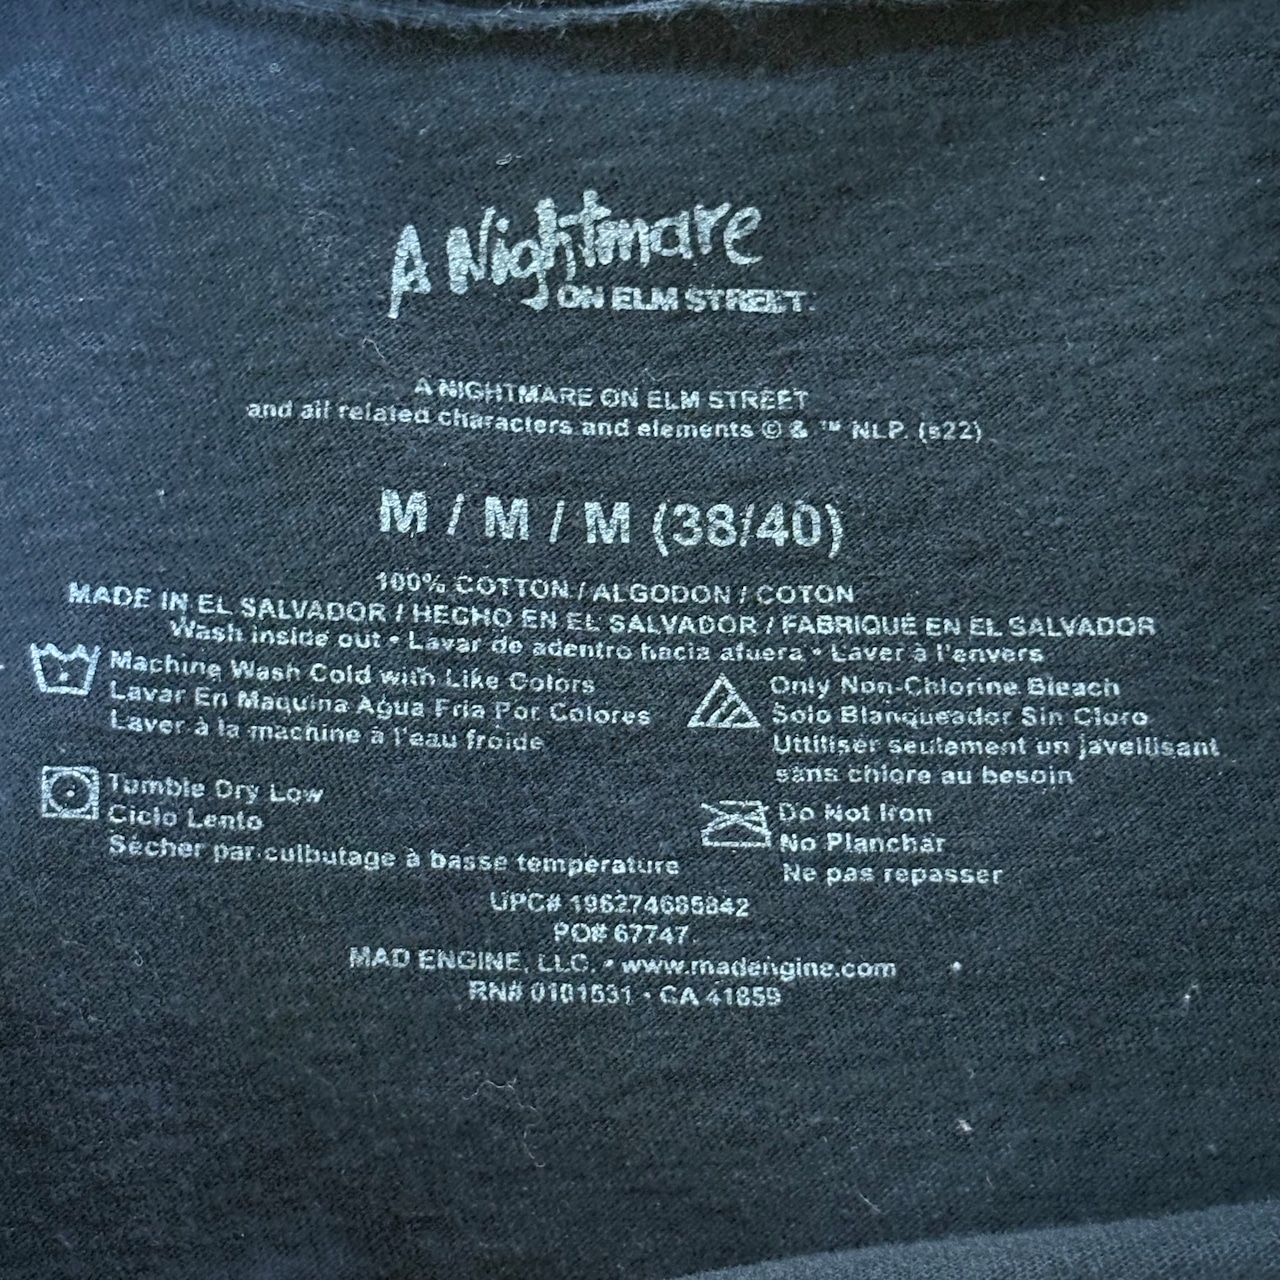 A Nightmare
ON ELM STREET.
A NIGHTMARE ON ELM STREET
and all related characters and elements © & ™ NLP. (s22)
M / M / M (38/40)
100% COTTON / ALGODON / COTON
MADE IN EL SALVADOR / HECHO EN EL SALVADOR / FABRIQUÉ EN EL SALVADOR
Wash inside out • Lavar de adentro hacia afuera • Laver à l'envers
Machine Wash Cold with Like Colors
Lavar En Maquina Agua Fria Por Colores
Laver à la machine à l'eau froide
Only Non-Chlorine Bleach
Solo Blanqueador Sin Cloro
Uttiliser seulement un javellisant
sans chlore au besoin
Tumble Dry Low
Ciclo Lento
Sécher par culbutage à basse température
Do Not Iron
No Planchar
Ne pas repasser
UPC# 196274685842
PO# 67747
MAD ENGINE, LLC. • www.madengine.com
RN# 0101531 • CA 41859